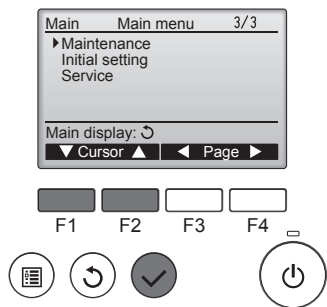 Main Main menu 3/3
Maintenance
Initial setting
Service
Main display:
Cursor Page
F1 F2 F3 F4